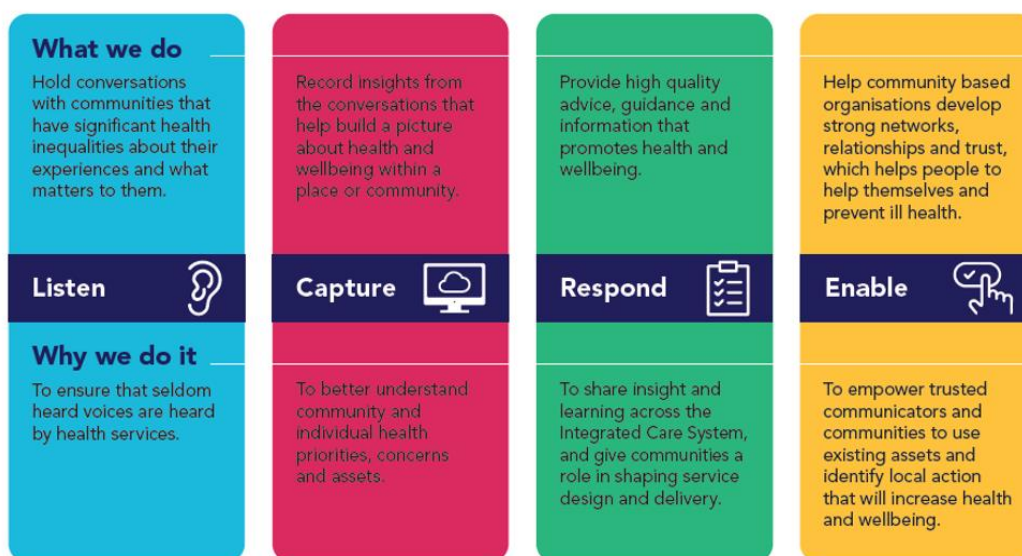 What we do
Hold conversations
with communities that
have significant health
inequalities about their
experiences and what
matters to them.
Listen
Why we do it
To ensure that seldom
heard voices are heard
by health services.
Record insights from
the conversations that
help build a picture
about health and
wellbeing within a
place or community.
Capture
To better understand
community and
individual health
priorities, concerns
and assets.
Provide high quality
advice, guidance and
information that
promotes health and
wellbeing.
Respond
To share insight and
learning across the
Integrated Care System,
and give communities a
role in shaping service
design and delivery.
Help community based
organisations develop
strong networks,
relationships and trust,
which helps people to
help themselves and
prevent ill health.
Enable
To empower trusted
communicators and
communities to use
existing assets and
identify local action
that will increase health
and wellbeing.